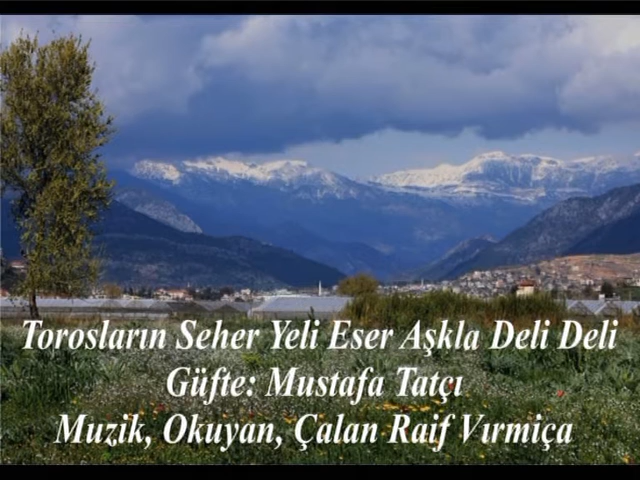 Torosların Seher Yeli Eser Aşkla Deli Deli
Güfte: Mustafa Tatçı
Muzik, Okuyan, Çalan Raif Vırmiça